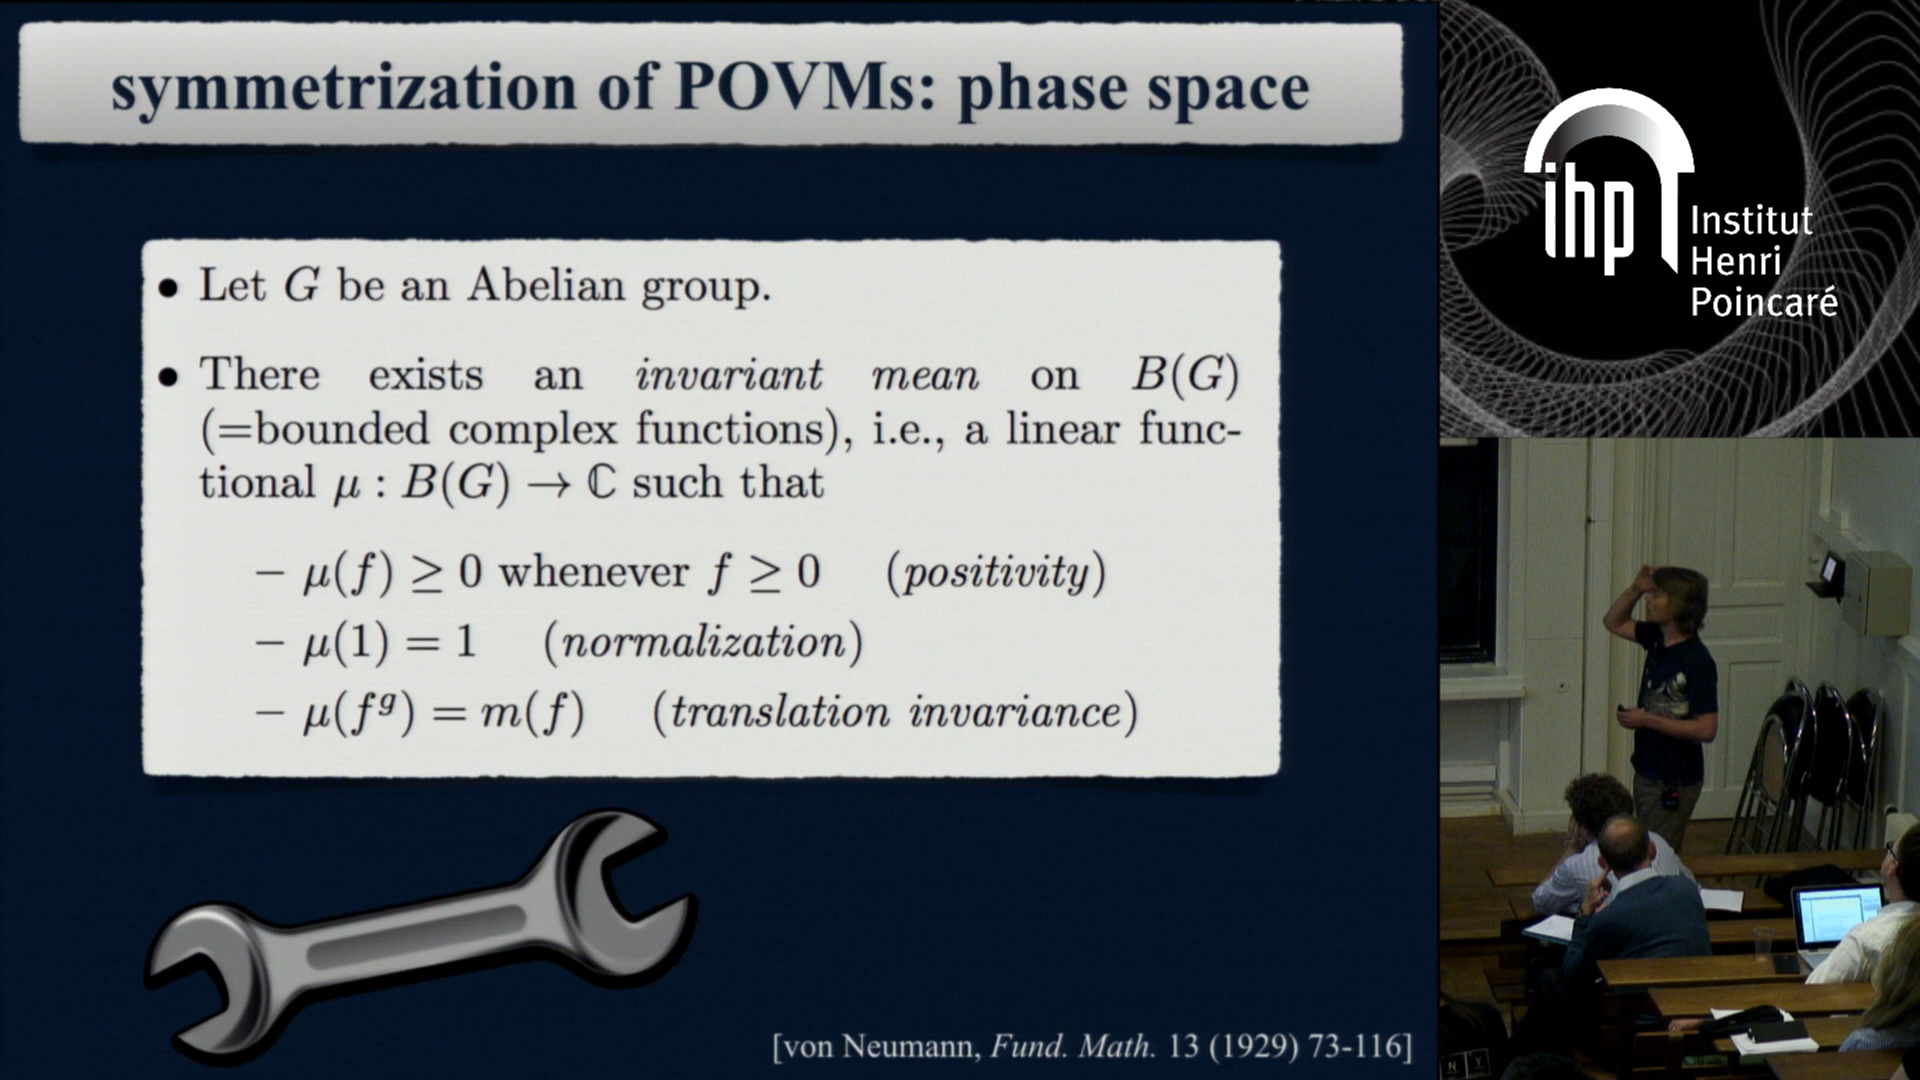 symmetrization of POVMs: phase space
• Let G be an Abelian group.
• There exists an invariant mean on B(G)
(=bounded complex functions), i.e., a linear func-
tional μ : B(G) → ℂ such that
– μ(f) ≥ 0 whenever f ≥ 0 (positivity)
– μ(1) = 1 (normalization)
– μ(f^g) = m(f) (translation invariance)
[von Neumann, Fund. Math. 13 (1929) 73-116]
ihp
Institut
Henri
Poincaré
N Y